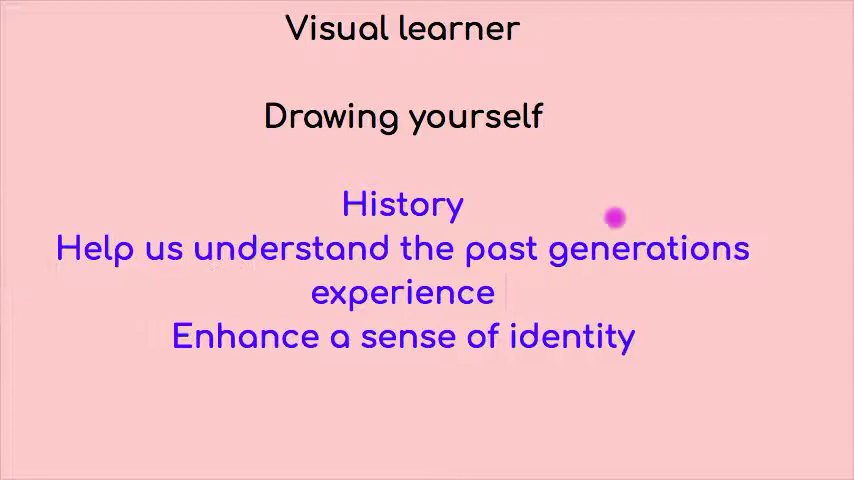 Visual learner
Drawing yourself
History
Help us understand the past generations
experience
Enhance a sense of identity